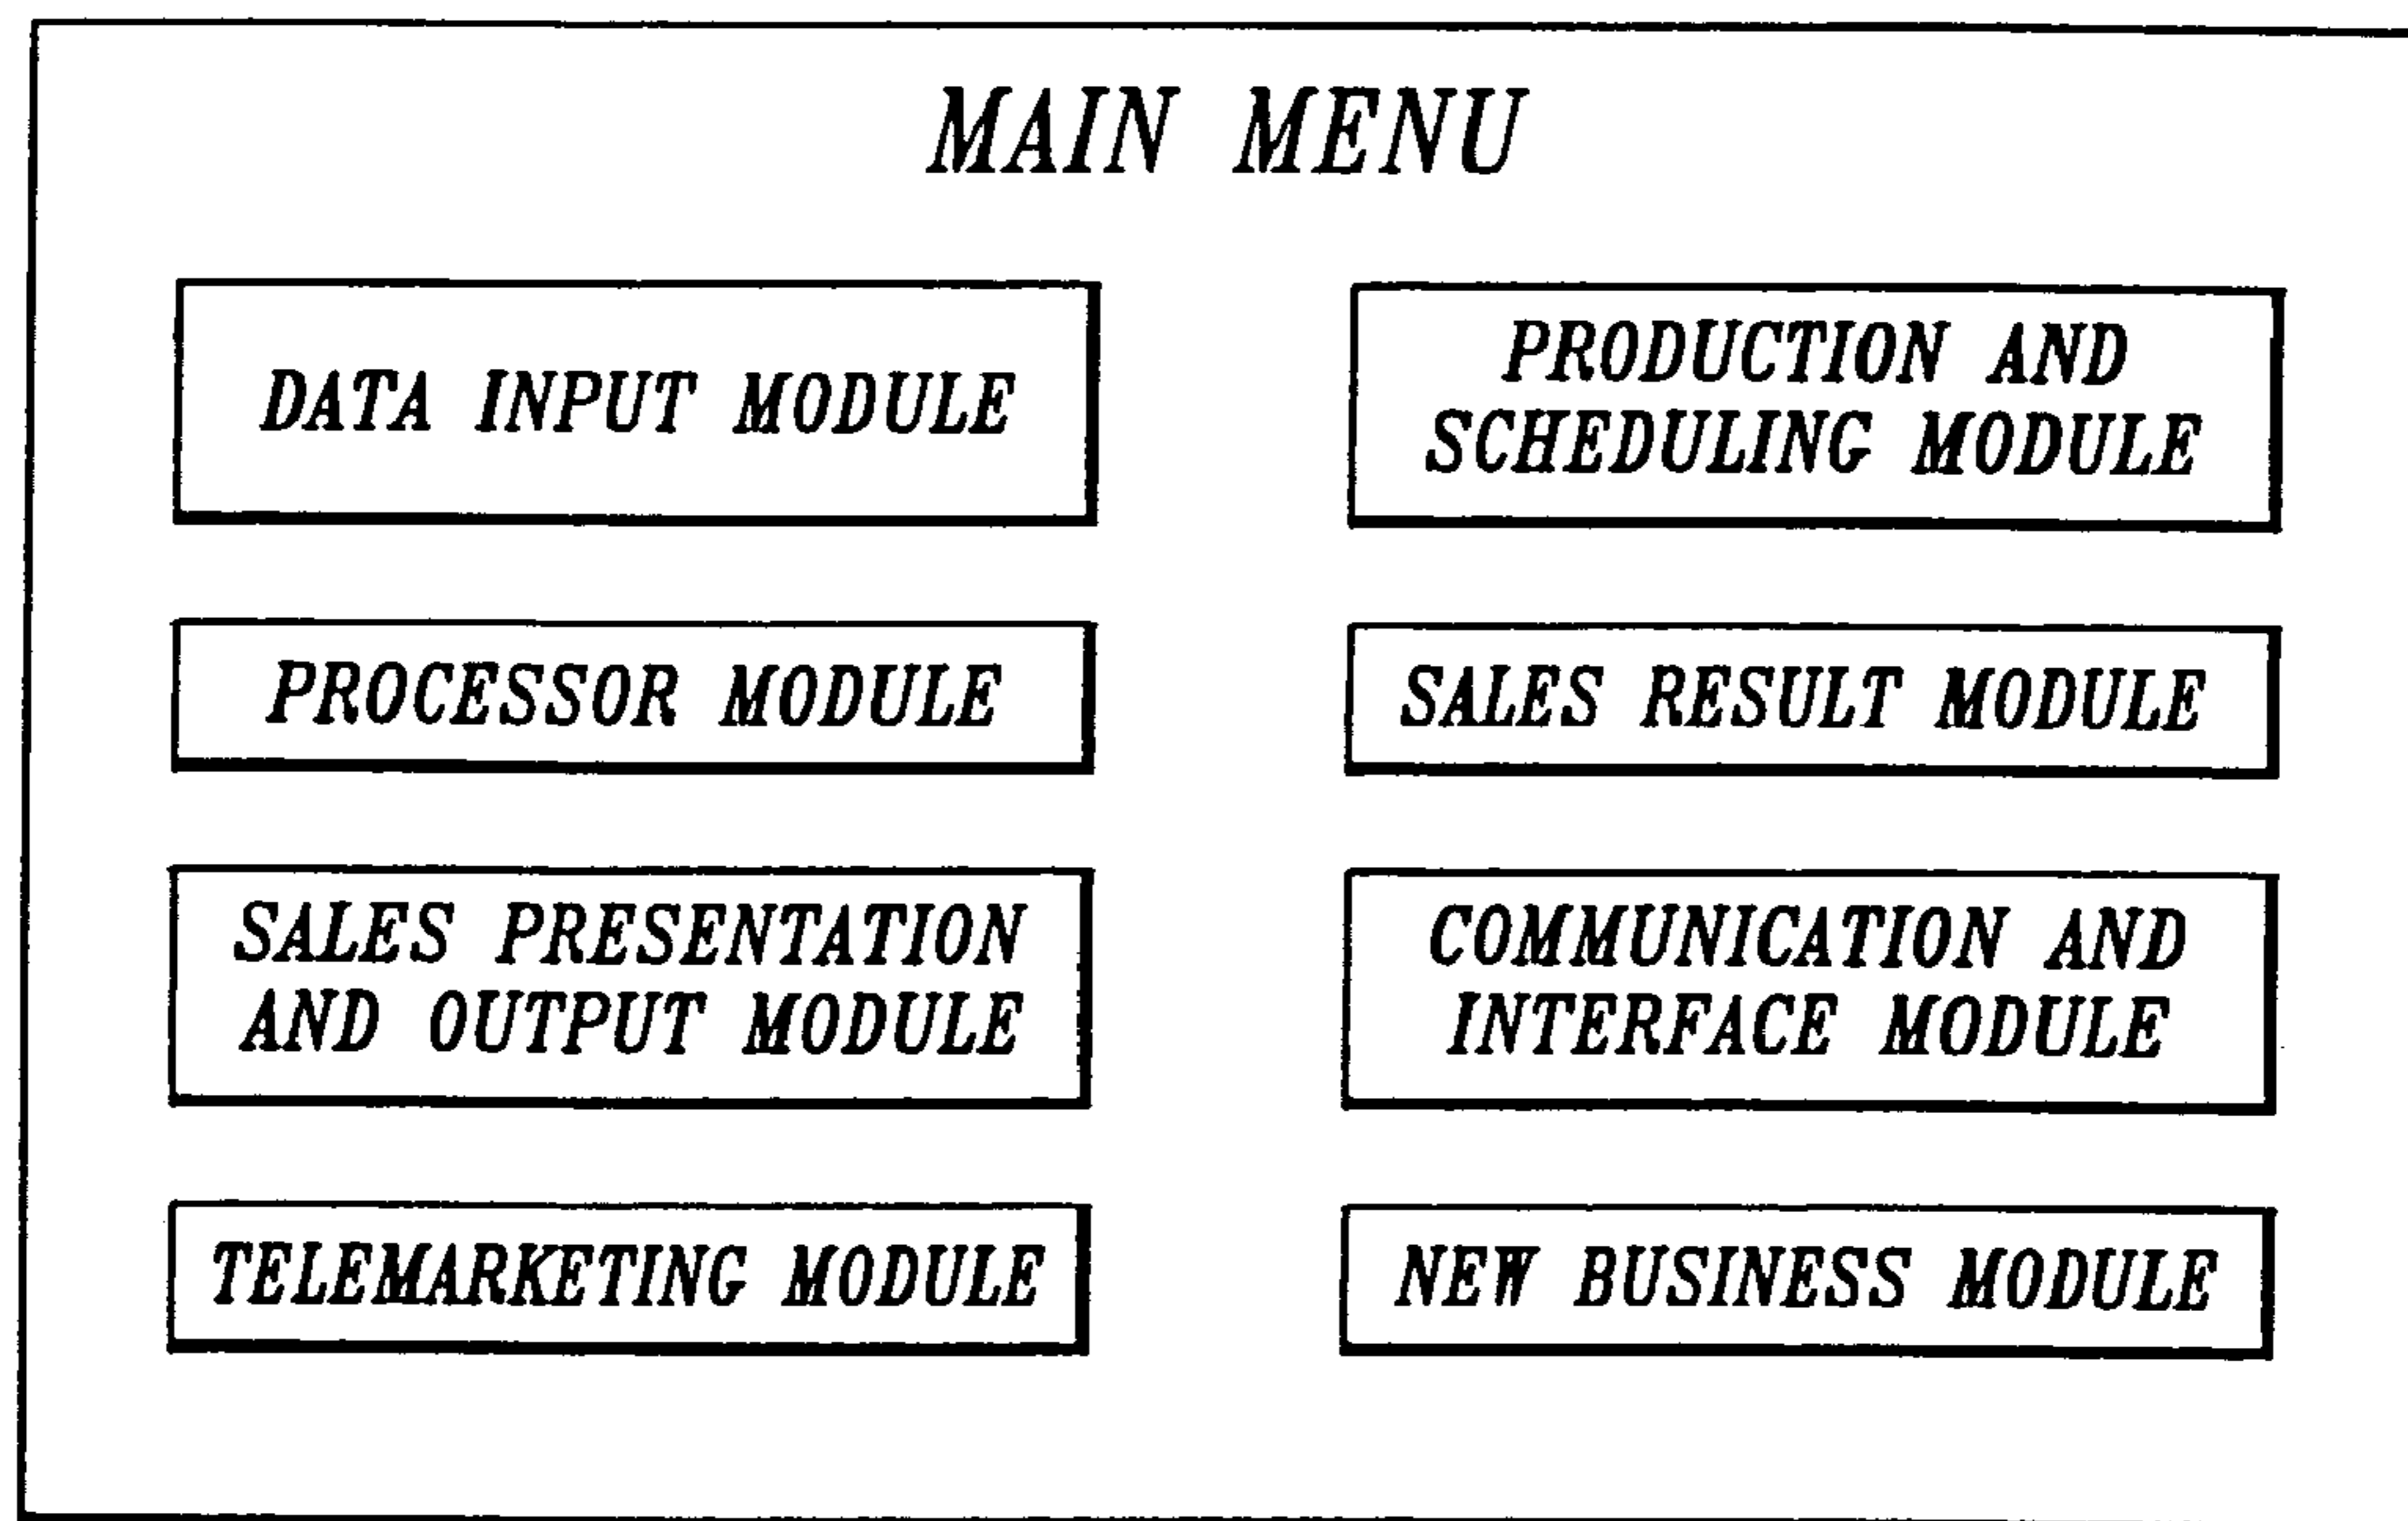 MAIN MENU
DATA INPUT MODULE
PRODUCTION AND
SCHEDULING MODULE
PROCESSOR MODULE
SALES RESULT MODULE
SALES PRESENTATION
AND OUTPUT MODULE
COMMUNICATION AND
INTERFACE MODULE
TELEMARKETING MODULE
NEW BUSINESS MODULE